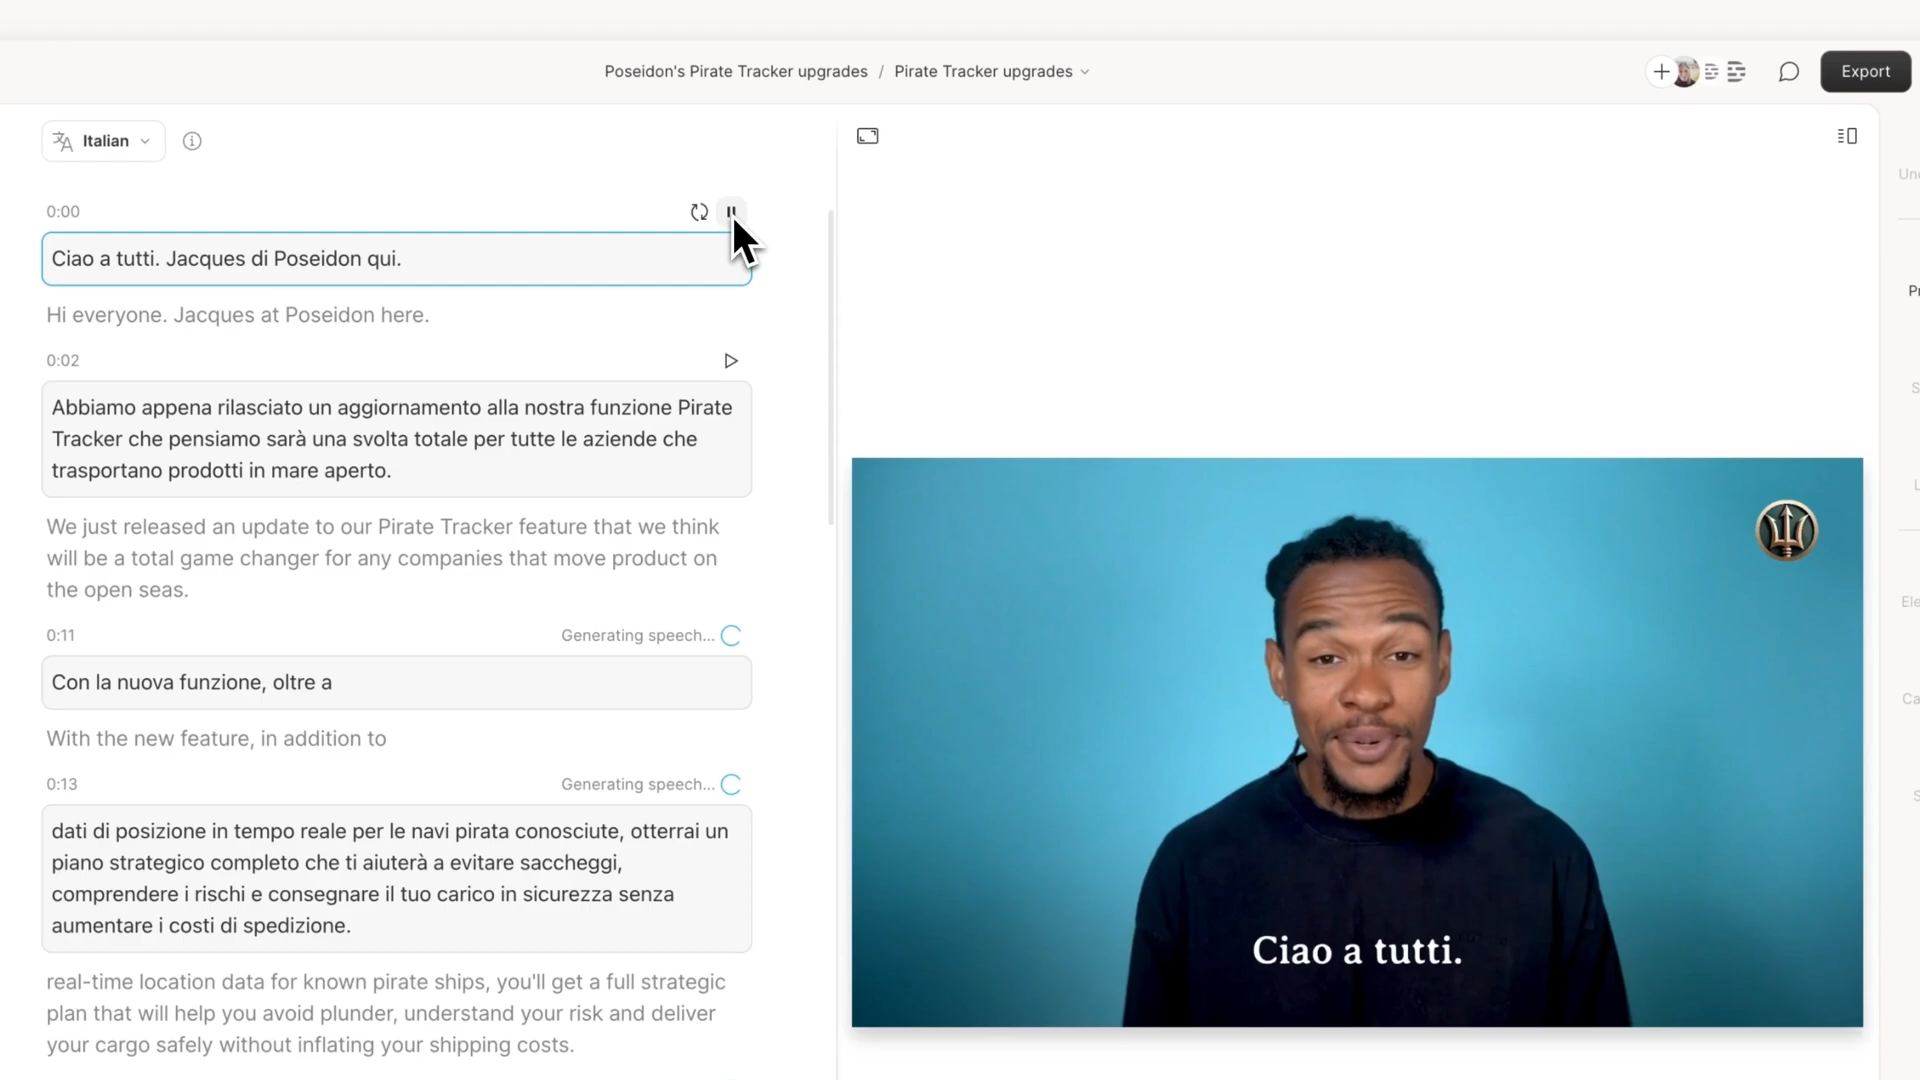 Poseidon's Pirate Tracker upgrades / Pirate Tracker upgrades
Export
Italian
0:00
Ciao a tutti. Jacques di Poseidon qui.
Hi everyone. Jacques at Poseidon here.
0:02
Abbiamo appena rilasciato un aggiornamento alla nostra funzione Pirate
Tracker che pensiamo sarà una svolta totale per tutte le aziende che
trasportano prodotti in mare aperto.
We just released an update to our Pirate Tracker feature that we think
will be a total game changer for any companies that move product on
the open seas.
0:11
Generating speech...
Con la nuova funzione, oltre a
With the new feature, in addition to
0:13
Generating speech...
dati di posizione in tempo reale per le navi pirata conosciute, otterrai un
piano strategico completo che ti aiuterà a evitare saccheggi,
comprendere i rischi e consegnare il tuo carico in sicurezza senza
aumentare i costi di spedizione.
real-time location data for known pirate ships, you'll get a full strategic
plan that will help you avoid plunder, understand your risk and deliver
your cargo safely without inflating your shipping costs.
Ciao a tutti.